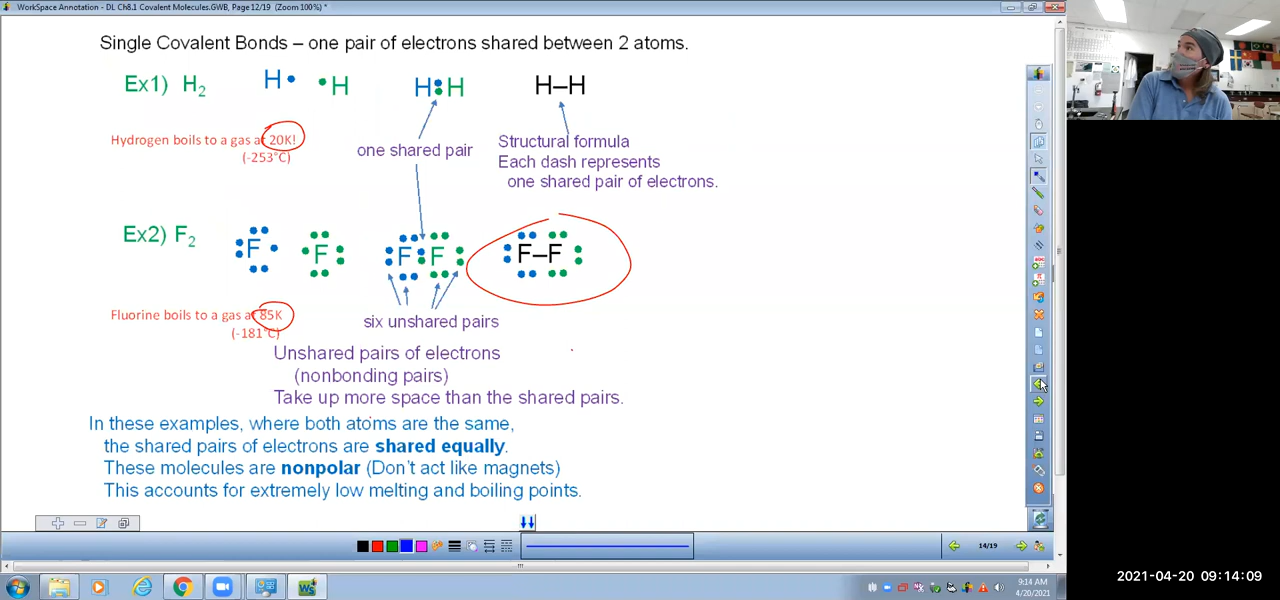 WorkSpace Annotation - DL Ch8.1 Covalent Molecules.GWB, Page 12/19 (Zoom 100%) *
Single Covalent Bonds – one pair of electrons shared between 2 atoms.
Ex1) H2 H• •H H:H H–H
Hydrogen boils to a gas at 20K!
(-253°C)
one shared pair
Structural formula
Each dash represents
one shared pair of electrons.
Ex2) F2 F F F F F–F
Fluorine boils to a gas at 85K
(-181°C)
six unshared pairs
Unshared pairs of electrons
(nonbonding pairs)
Take up more space than the shared pairs.
In these examples, where both atoms are the same,
the shared pairs of electrons are shared equally.
These molecules are nonpolar (Don't act like magnets)
This accounts for extremely low melting and boiling points.
14/19
9:14 AM
4/20/2021
2021-04-20 09:14:09